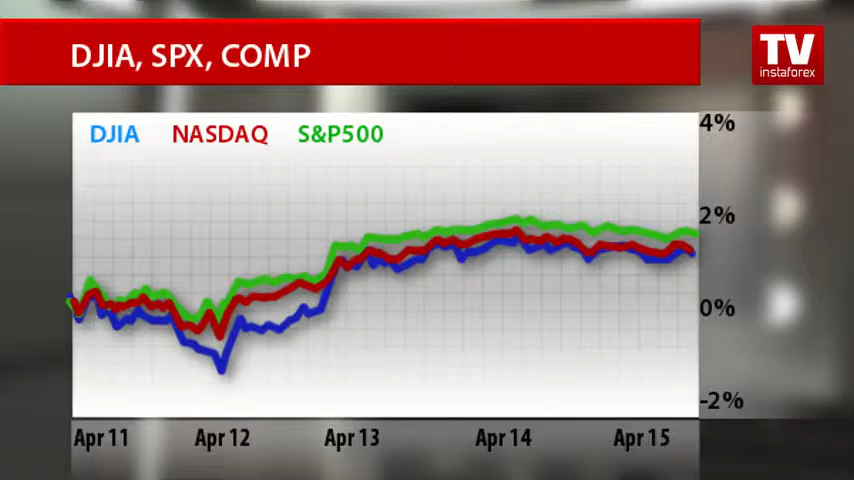 DJIA, SPX, COMP
TV
instaforex
DJIA NASDAQ S&P500
4%
2%
0%
-2%
Apr 11 Apr 12 Apr 13 Apr 14 Apr 15